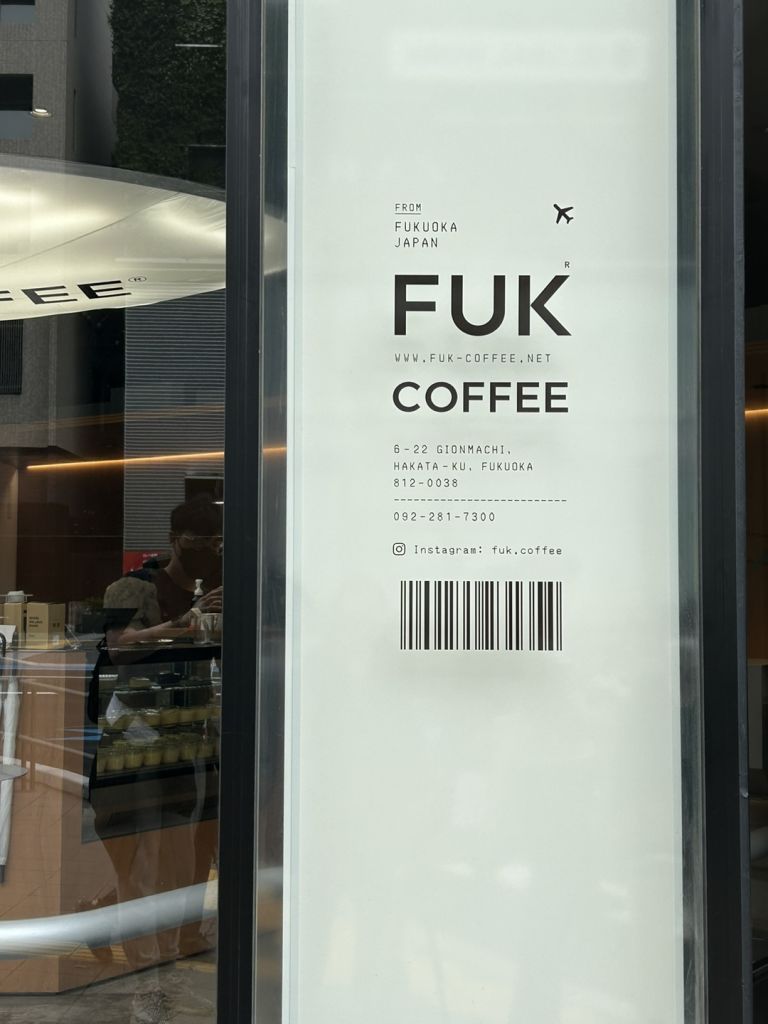 FROM
FUKUOKA
JAPAN
R
FUK
WWW.FUK-COFFEE.NET
COFFEE
6-22 GIONMACHI,
HAKATA-KU, FUKUOKA
812-0038
092-281-7300
Instagram: fuk.coffee
FEE®